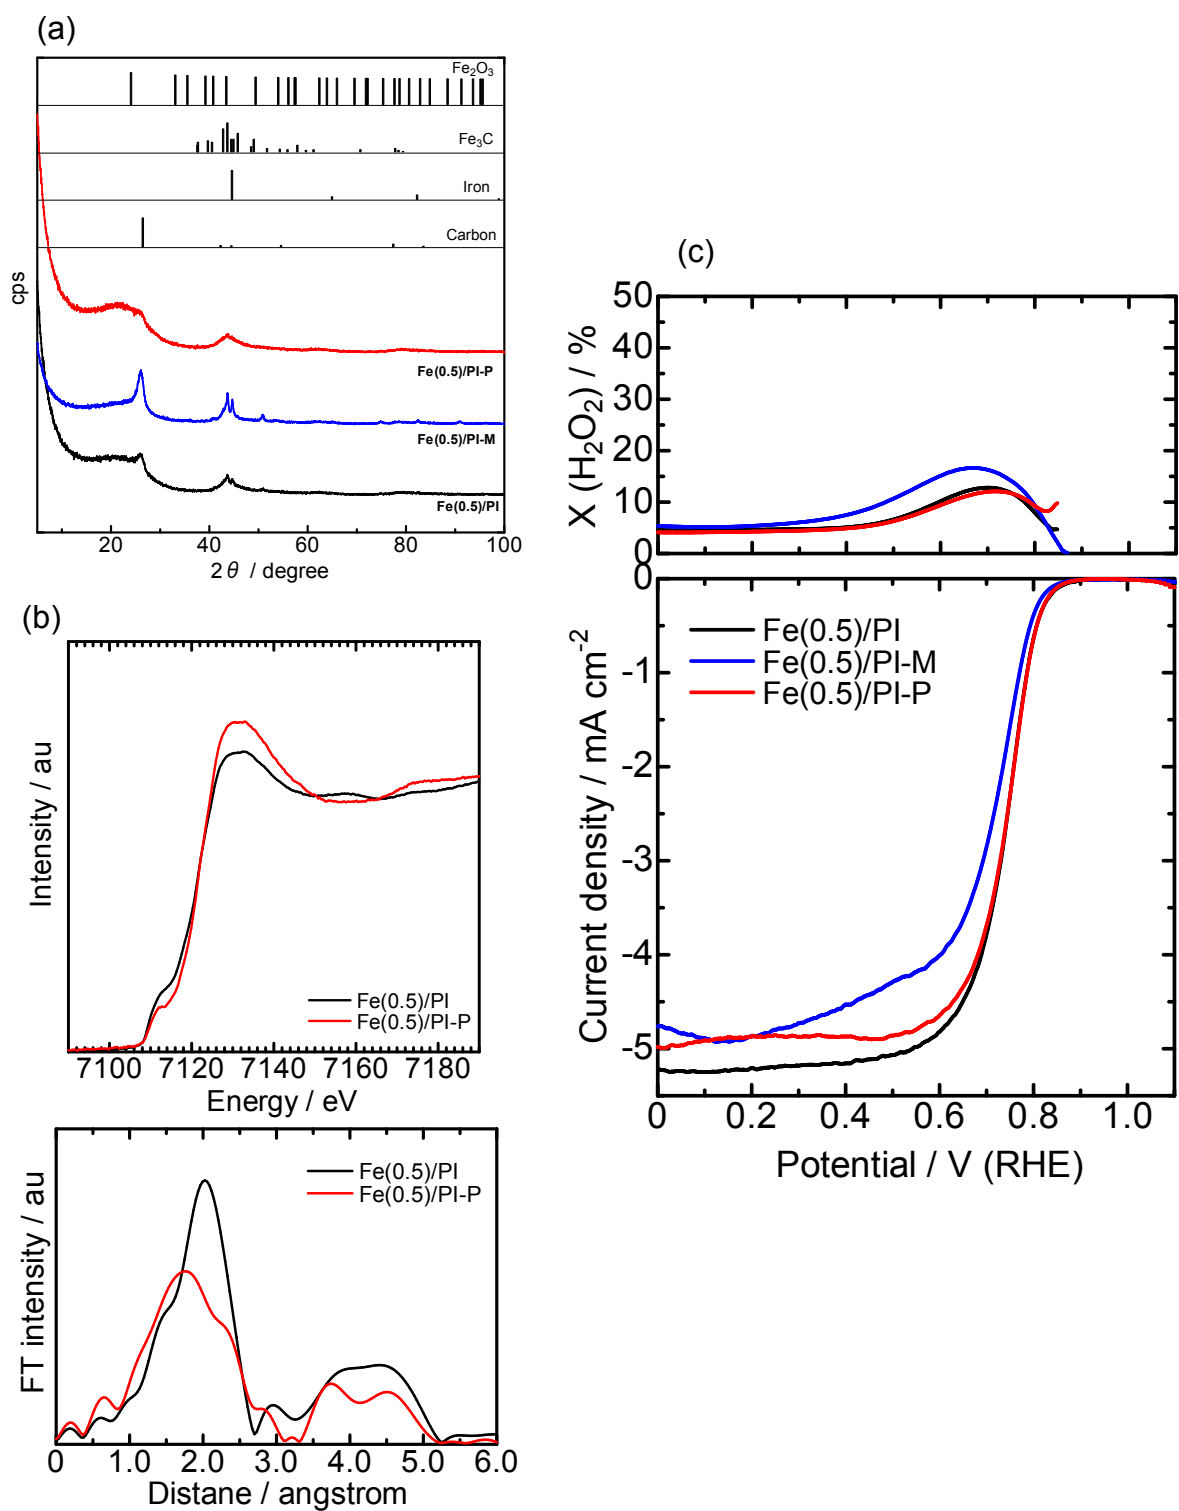 (a)
Fe2O3
Fe3C
Iron
Carbon
cps
Fe(0.5)/PI-P
Fe(0.5)/PI-M
Fe(0.5)/PI
20 40 60 80 100
2θ / degree
(b)
Intensity / au
Fe(0.5)/PI
Fe(0.5)/PI-P
7100 7120 7140 7160 7180
Energy / eV
FT intensity / au
Fe(0.5)/PI
Fe(0.5)/PI-P
0 1.0 2.0 3.0 4.0 5.0 6.0
Distane / angstrom
(c)
X (H2O2) / %
50
40
30
20
10
0
Current density / mA cm-2
0
-1
-2
-3
-4
-5
Fe(0.5)/PI
Fe(0.5)/PI-M
Fe(0.5)/PI-P
0 0.2 0.4 0.6 0.8 1.0
Potential / V (RHE)